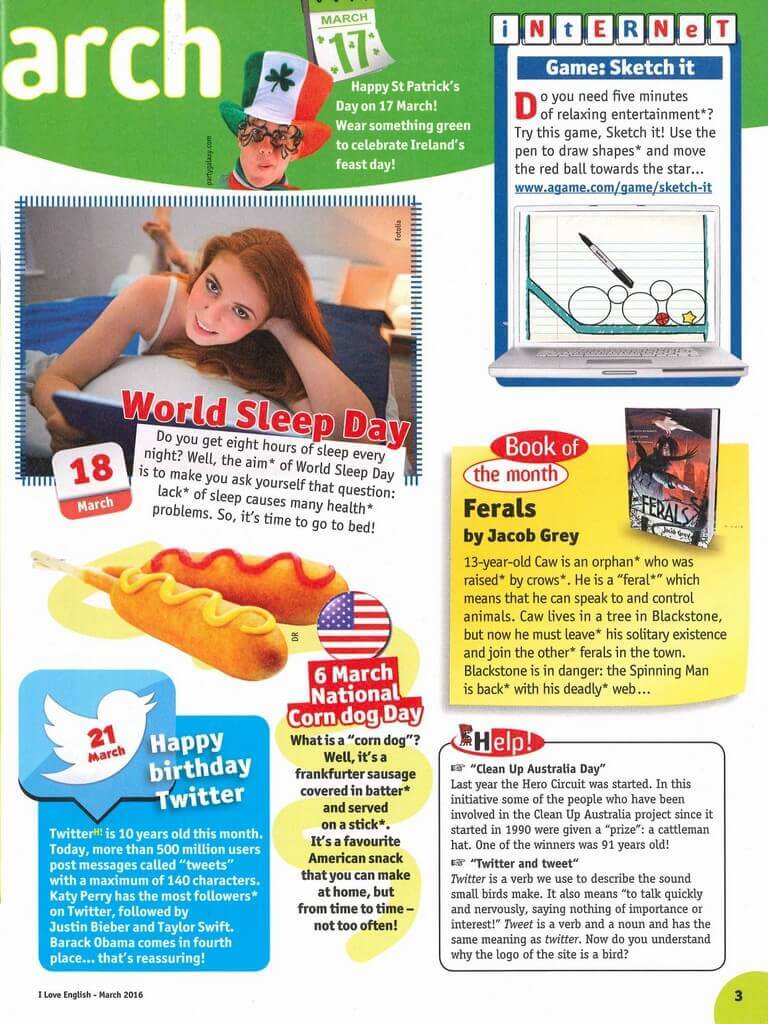 arch
MARCH
17
Happy St Patrick's
Day on 17 March!
Wear something green
to celebrate Ireland's
feast day!
partygalaxy.com
iNtERNeT
Game: Sketch it
Do you need five minutes
of relaxing entertainment*?
Try this game, Sketch it! Use the
pen to draw shapes* and move
the red ball towards the star...
www.agame.com/game/sketch-it
Fotolia
World Sleep Day
18
March
Do you get eight hours of sleep every
night? Well, the aim* of World Sleep Day
is to make you ask yourself that question:
lack* of sleep causes many health*
problems. So, it's time to go to bed!
Book of
the month
Ferals
by Jacob Grey
FERALS
Jacob Grey
13-year-old Caw is an orphan* who was
raised* by crows*. He is a "feral*" which
means that he can speak to and control
animals. Caw lives in a tree in Blackstone,
but now he must leave* his solitary existence
and join the other* ferals in the town.
Blackstone is in danger: the Spinning Man
is back* with his deadly* web...
DR
6 March
National
Corn dog Day
What is a "corn dog"?
Well, it's a
frankfurter sausage
covered in batter*
and served
on a stick*.
It's a favourite
American snack
that you can make
at home, but
from time to time –
not too often!
21
March
Happy
birthday
Twitter
TwitterH! is 10 years old this month.
Today, more than 500 million users
post messages called "tweets"
with a maximum of 140 characters.
Katy Perry has the most followers*
on Twitter, followed by
Justin Bieber and Taylor Swift.
Barack Obama comes in fourth
place... that's reassuring!
Help!
"Clean Up Australia Day"
Last year the Hero Circuit was started. In this
initiative some of the people who have been
involved in the Clean Up Australia project since it
started in 1990 were given a "prize": a cattleman
hat. One of the winners was 91 years old!
"Twitter and tweet"
Twitter is a verb we use to describe the sound
small birds make. It also means "to talk quickly
and nervously, saying nothing of importance or
interest!" Tweet is a verb and a noun and has the
same meaning as twitter. Now do you understand
why the logo of the site is a bird?
I Love English - March 2016
3